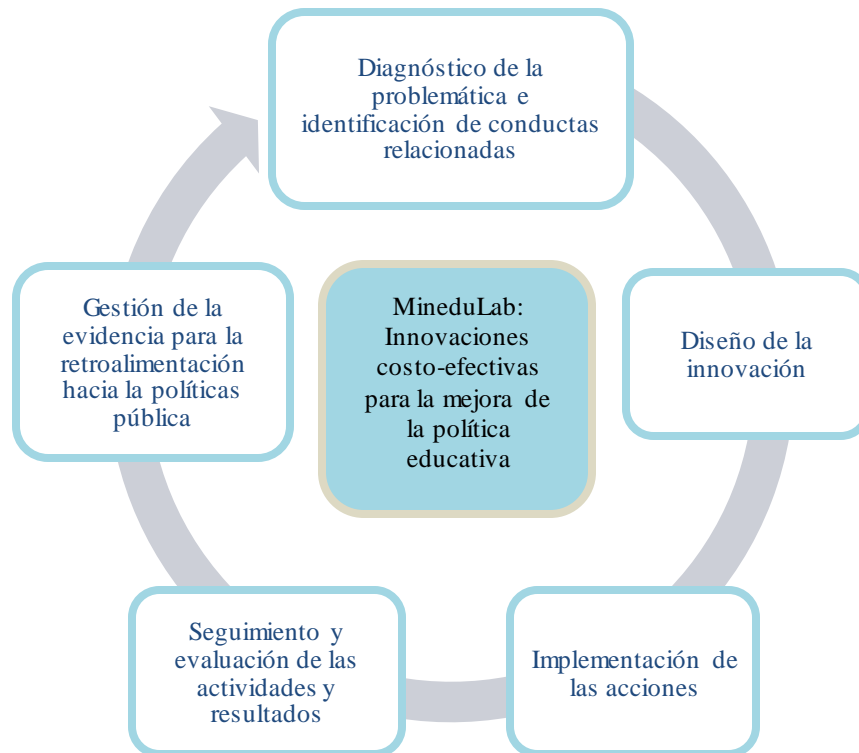 Diagnóstico de la
problemática e
identificación de conductas
relacionadas
Diseño de la
innovación
Implementación de
las acciones
Seguimiento y
evaluación de las
actividades y
resultados
Gestión de la
evidencia para la
retroalimentación
hacia la políticas
pública
MineduLab:
Innovaciones
costo-efectivas
para la mejora de
la política
educativa